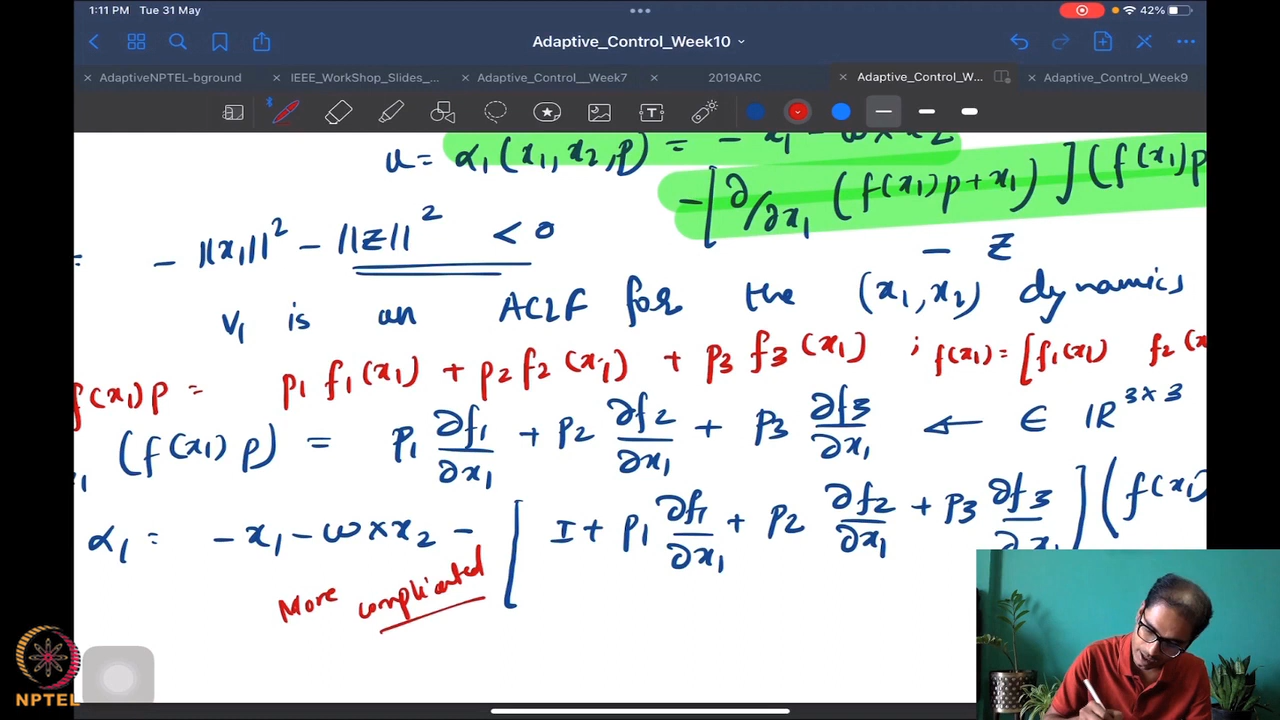 1:11 PM Tue 31 May
42%
Adaptive_Control_Week10
AdaptiveNPTEL-bground
IEEE_WorkShop_Slides_...
Adaptive_Control__Week7
2019ARC
Adaptive_Control_W...
Adaptive_Control_Week9
u = α₁(x₁, x₂, p) = - x₁ - ω × x₂
- [∂/∂x₁ (f(x₁)p + x₁)] (f(x₁)p
- z
= - ||x₁||² - ||z||² < 0
V₁ is an ACLF for the (x₁, x₂) dynamics
f(x₁)p = p₁ f₁(x₁) + p₂ f₂(x₁) + p₃ f₃(x₁) ; f(x₁) = [f₁(x₁) f₂(x
(f(x₁)p) = p₁ ∂f₁/∂x₁ + p₂ ∂f₂/∂x₁ + p₃ ∂f₃/∂x₁ ← ∈ ℝ³ˣ³
α₁ = - x₁ - ω × x₂ - [I + p₁ ∂f₁/∂x₁ + p₂ ∂f₂/∂x₁ + p₃ ∂f₃/∂x₁] (f(x₁)
More complicated
NPTEL